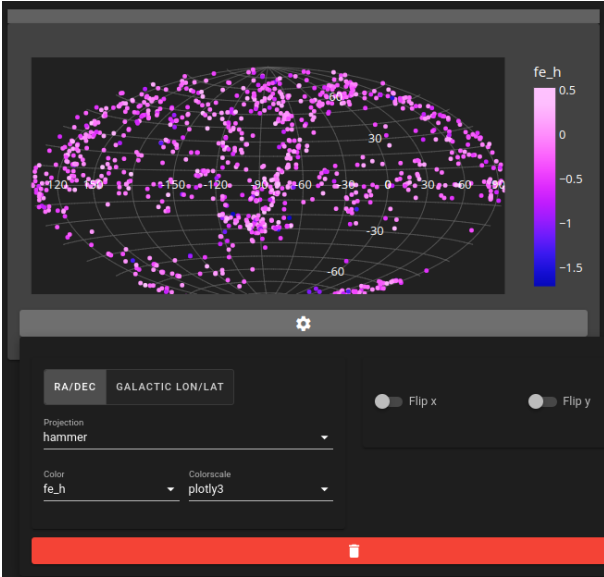 fe_h
0.5
0
−0.5
−1
−1.5
60
30
120 150 -150 -120 -90 -60 -30 0 30 60 90
-30
-60
RA/DEC GALACTIC LON/LAT
Flip x Flip y
Projection
hammer
Color Colorscale
fe_h plotly3